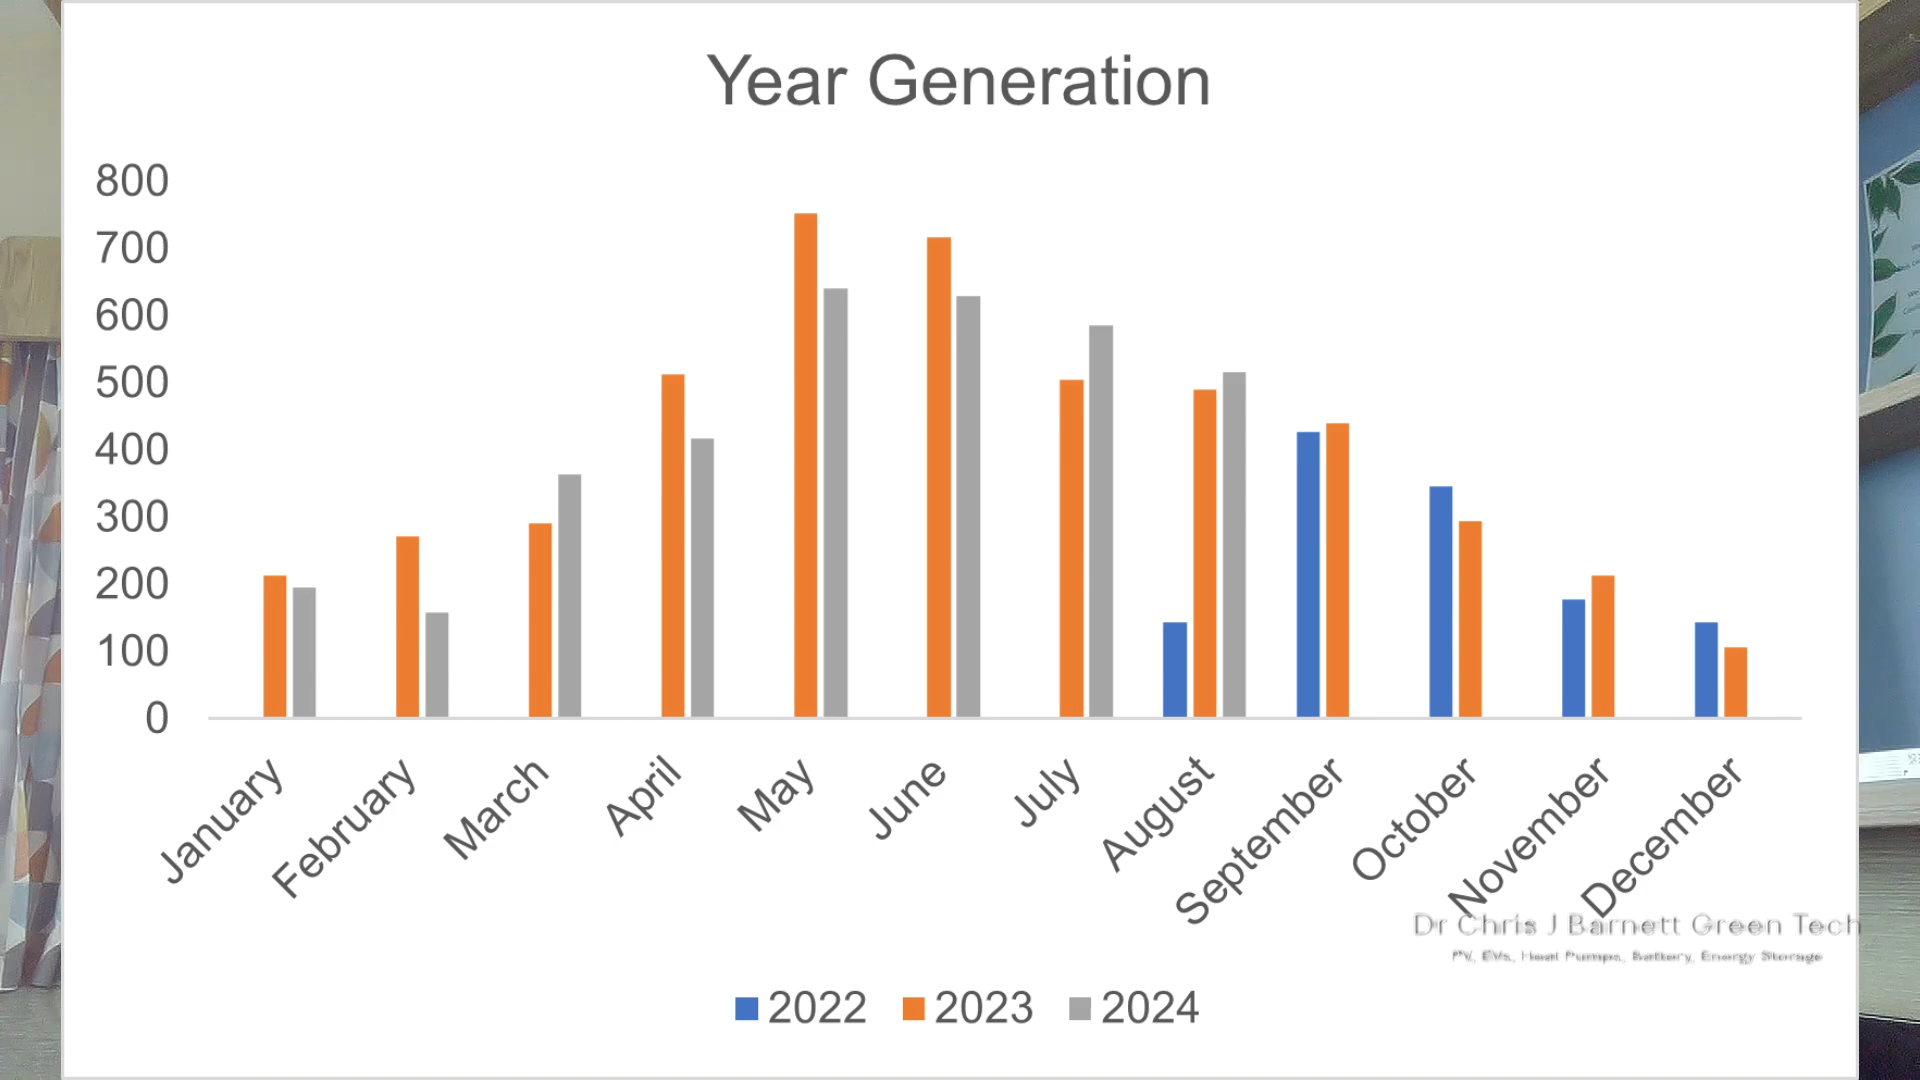 Year Generation
800
700
600
500
400
300
200
100
0
January
February
March
April
May
June
July
August
September
October
November
December
Dr Chris J Barnett Green Tech
PV, EVs, Heat Pumps, Battery, Energy Storage
2022
2023
2024